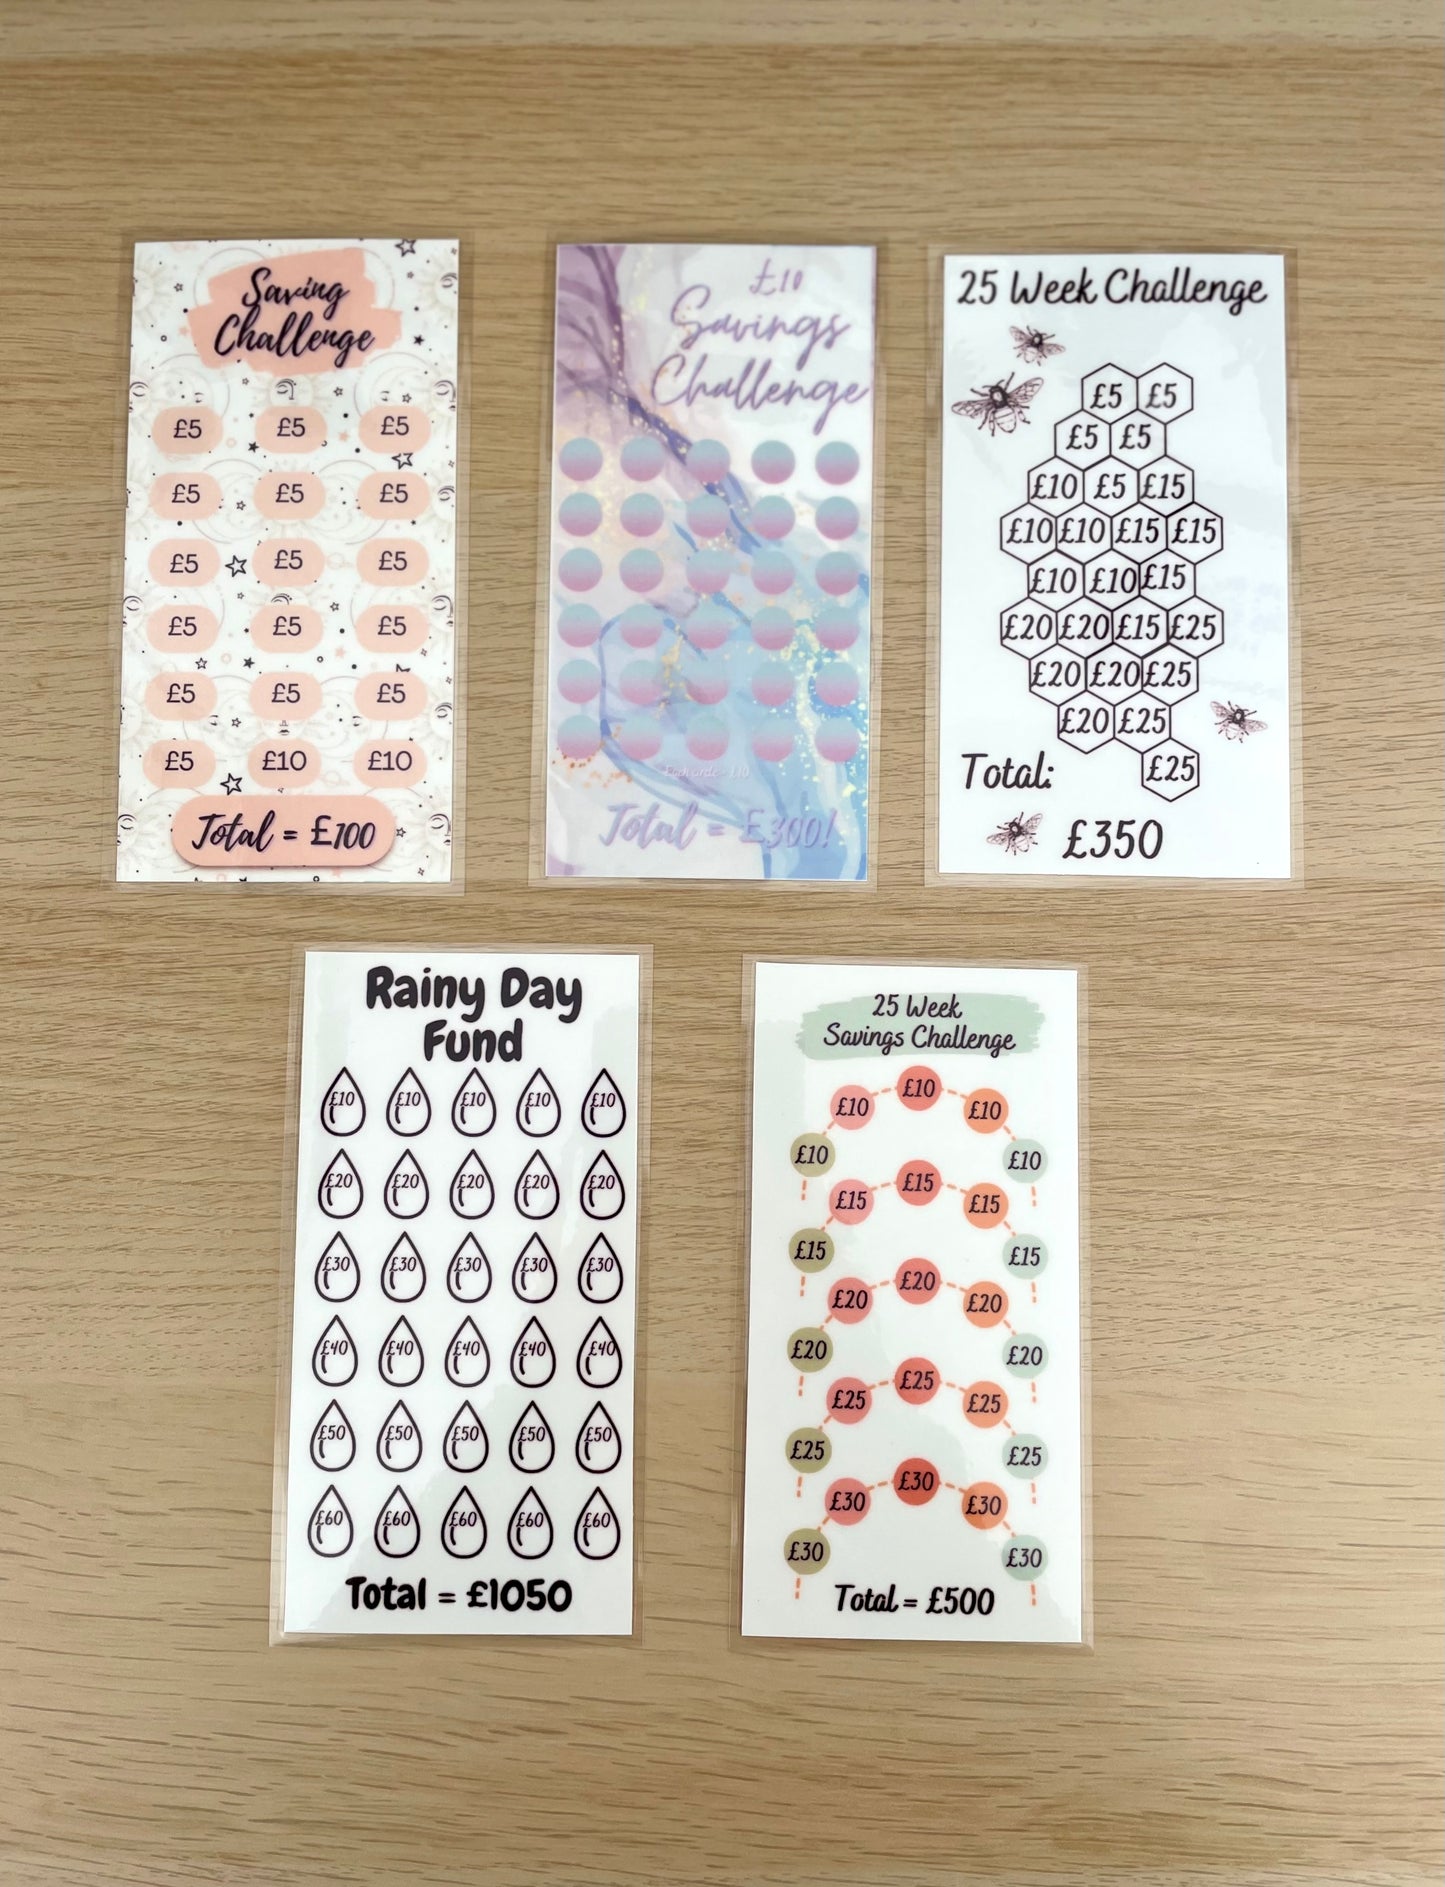 Saving
Challenge
£5 £5 £5
£5 £5 £5
£5 £5 £5
£5 £5 £5
£5 £5 £5
£5 £10 £10
Total = £100
£10
Savings
Challenge
Each circle = £10
Total = £300!
25 Week Challenge
£5 £5
£5 £5
£10 £5 £15
£10 £10 £15 £15
£10 £10 £15
£20 £20 £15 £25
£20 £20 £25
£20 £25
£25
Total:
£350
Rainy Day
Fund
£10 £10 £10 £10 £10
£20 £20 £20 £20 £20
£30 £30 £30 £30 £30
£40 £40 £40 £40 £40
£50 £50 £50 £50 £50
£60 £60 £60 £60 £60
Total = £1050
25 Week
Savings Challenge
£10 £10 £10 £10 £10
£15 £15 £15 £15 £15
£20 £20 £20 £20 £20
£25 £25 £25 £25 £25
£30 £30 £30 £30 £30
Total = £500